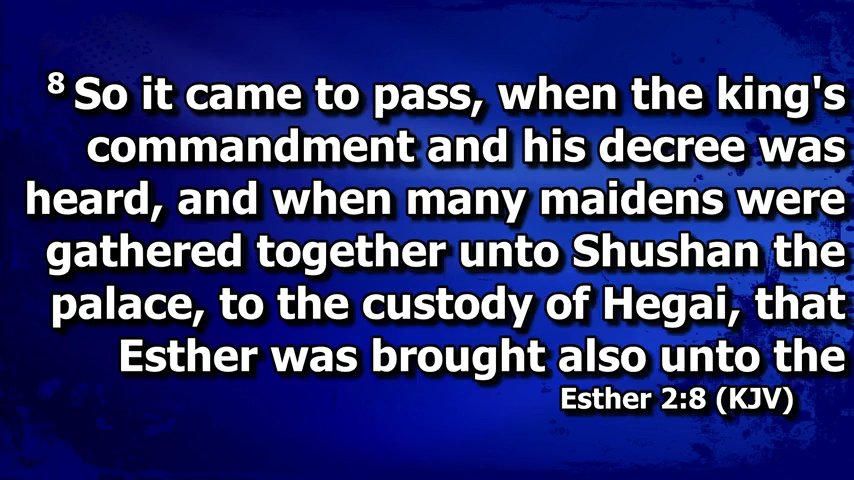 8 So it came to pass, when the king's
commandment and his decree was
heard, and when many maidens were
gathered together unto Shushan the
palace, to the custody of Hegai, that
Esther was brought also unto the
Esther 2:8 (KJV)